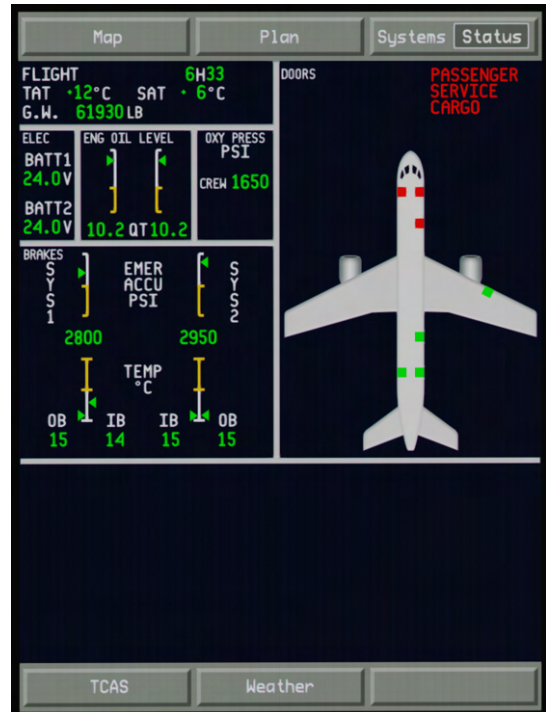 Map
Plan
Systems Status
FLIGHT 6H33
TAT +12°C SAT + 6°C
G.W. 61930 LB
ELEC
BATT1
24.0V
BATT2
24.0V
ENG OIL LEVEL
10.2 QT 10.2
OXY PRESS
PSI
CREW 1650
DOORS
PASSENGER
SERVICE
CARGO
BRAKES
SYS1
EMER
ACCU
PSI
SYS2
2800 2950
TEMP
°C
OB IB IB OB
15 14 15 15
TCAS
Weather